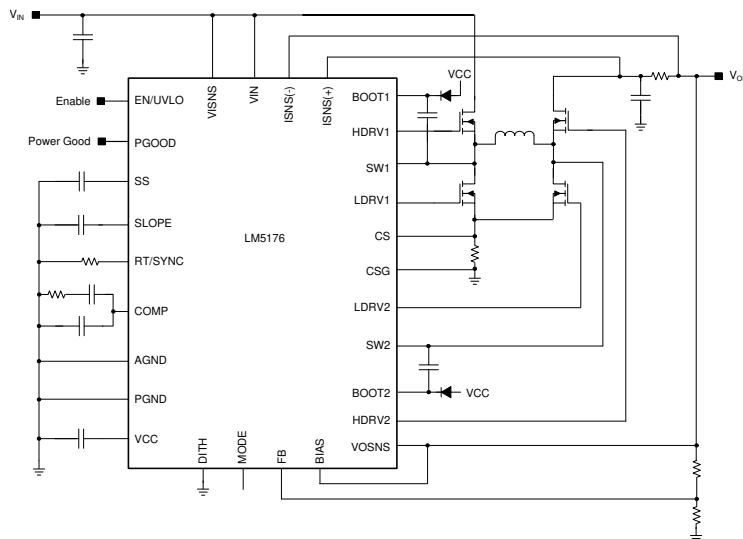 VIN
VISNS
VIN
ISNS(-)
ISNS(+)
Enable
EN/UVLO
Power Good
PGOOD
SS
SLOPE
RT/SYNC
COMP
AGND
PGND
VCC
LM5176
DITH
MODE
FB
BIAS
BOOT1
VCC
HDRV1
SW1
LDRV1
CS
CSG
LDRV2
SW2
BOOT2
VCC
HDRV2
VOSNS